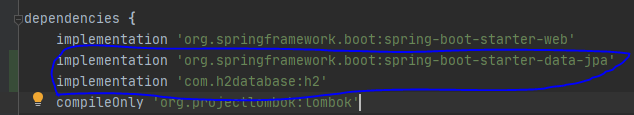 dependencies {
implementation 'org.springframework.boot:spring-boot-starter-web'
implementation 'org.springframework.boot:spring-boot-starter-data-jpa'
implementation 'com.h2database:h2'
compileOnly 'org.projectlombok:lombok'